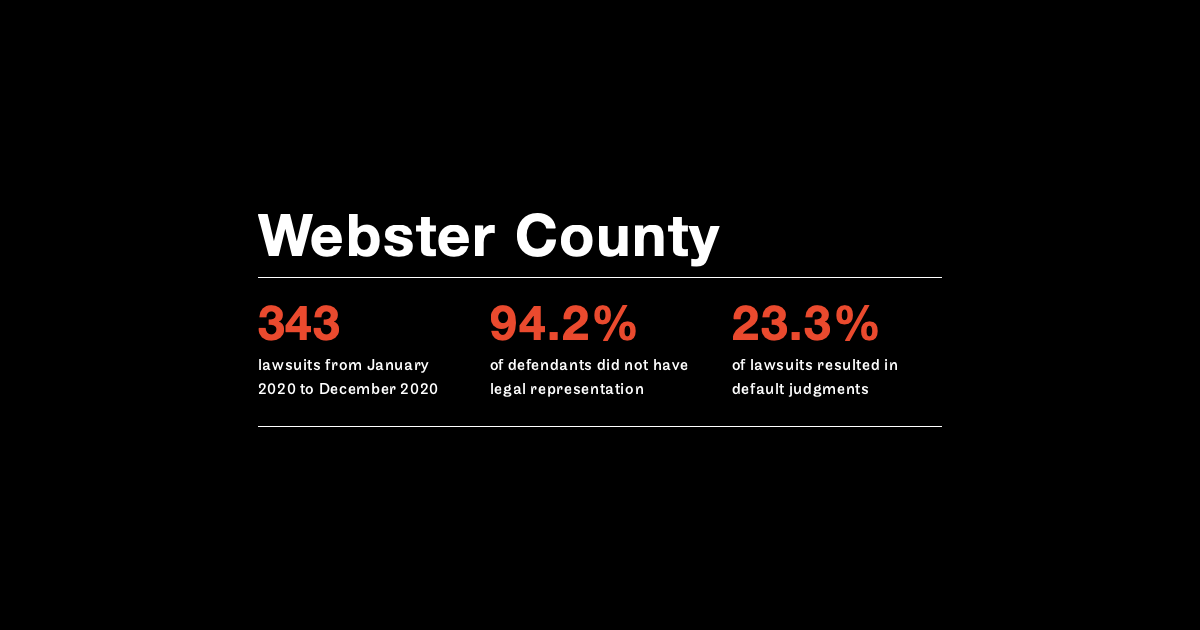 Webster County
343
lawsuits from January
2020 to December 2020
94.2%
of defendants did not have
legal representation
23.3%
of lawsuits resulted in
default judgments